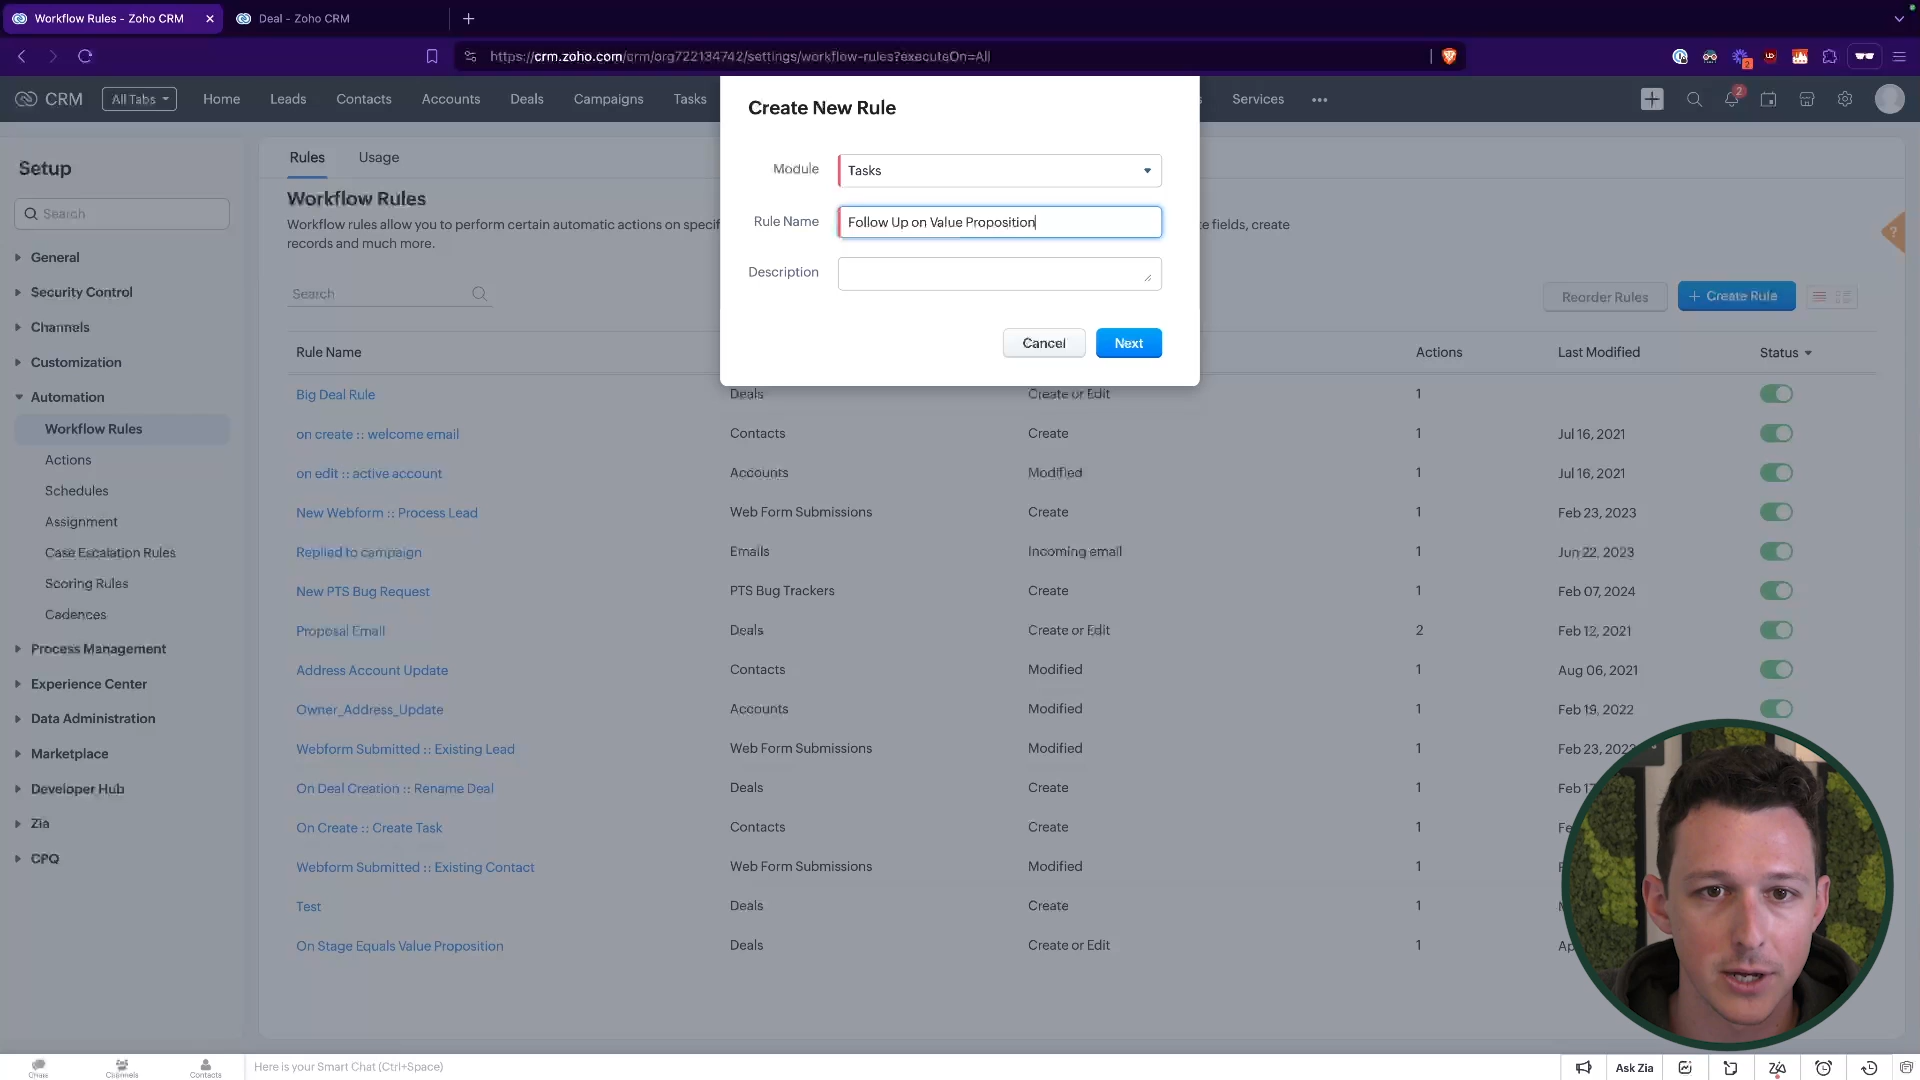 Workflow Rules - Zoho CRM
Deal - Zoho CRM
https://crm.zoho.com/crm/org722134742/settings/workflow-rules?executeOn=All
2
CRM
All Tabs
Home
Leads
Contacts
Accounts
Deals
Campaigns
Tasks
Services
2
Create New Rule
Module
Tasks
Rule Name
Follow Up on Value Proposition
Description
Cancel
Next
Setup
Search
General
Security Control
Channels
Customization
Automation
Workflow Rules
Actions
Schedules
Assignment
Case Escalation Rules
Scoring Rules
Cadences
Process Management
Experience Center
Data Administration
Marketplace
Developer Hub
Zia
CPQ
Rules
Usage
Workflow Rules
Workflow rules allow you to perform certain automatic actions on specif
e fields, create
records and much more.
Search
Reorder Rules
Create Rule
?
Rule Name
Actions
Last Modified
Status
Big Deal Rule
Deals
Create or Edit
1
on create :: welcome email
Contacts
Create
1
Jul 16, 2021
on edit :: active account
Accounts
Modified
1
Jul 16, 2021
New Webform :: Process Lead
Web Form Submissions
Create
1
Feb 23, 2023
Replied to campaign
Emails
Incoming email
1
Jun 22, 2023
New PTS Bug Request
PTS Bug Trackers
Create
1
Feb 07, 2024
Proposal Email
Deals
Create or Edit
2
Feb 12, 2021
Address Account Update
Contacts
Modified
1
Aug 06, 2021
Owner_Address_Update
Accounts
Modified
1
Feb 19, 2022
Webform Submitted :: Existing Lead
Web Form Submissions
Modified
1
Feb 23, 202
On Deal Creation :: Rename Deal
Deals
Create
1
Feb 1
On Create :: Create Task
Contacts
Create
1
Fe
Webform Submitted :: Existing Contact
Web Form Submissions
Modified
1
Test
Deals
Create
1
On Stage Equals Value Proposition
Deals
Create or Edit
1
Ap
Chats
Channels
Contacts
Here is your Smart Chat (Ctrl+Space)
Ask Zia